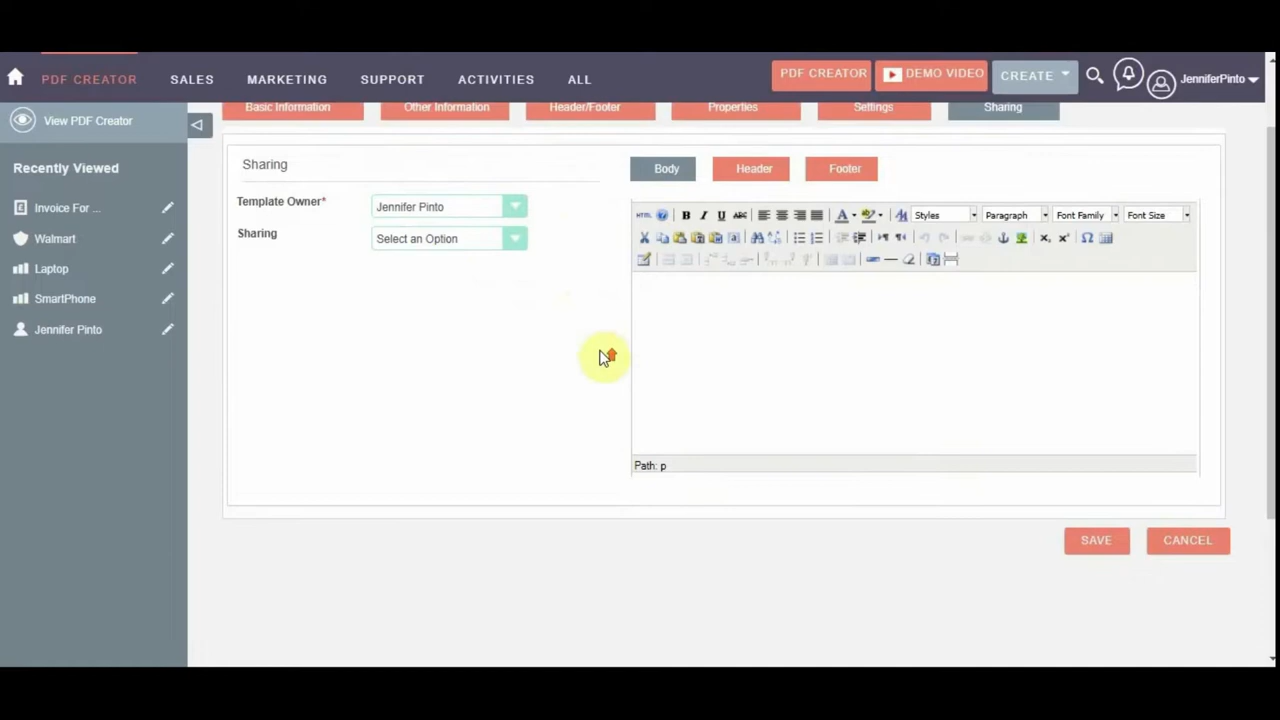 PDF CREATOR SALES MARKETING SUPPORT ACTIVITIES ALL PDF CREATOR DEMO VIDEO CREATE JenniferPinto
View PDF Creator
Basic Information Other Information Header/Footer Properties Settings Sharing
Recently Viewed
Invoice For ...
Walmart
Laptop
SmartPhone
Jennifer Pinto
Sharing
Template Owner* Jennifer Pinto
Sharing Select an Option
Body Header Footer
HTML B I U ABC A Styles Paragraph Font Family Font Size
Path: p
SAVE CANCEL